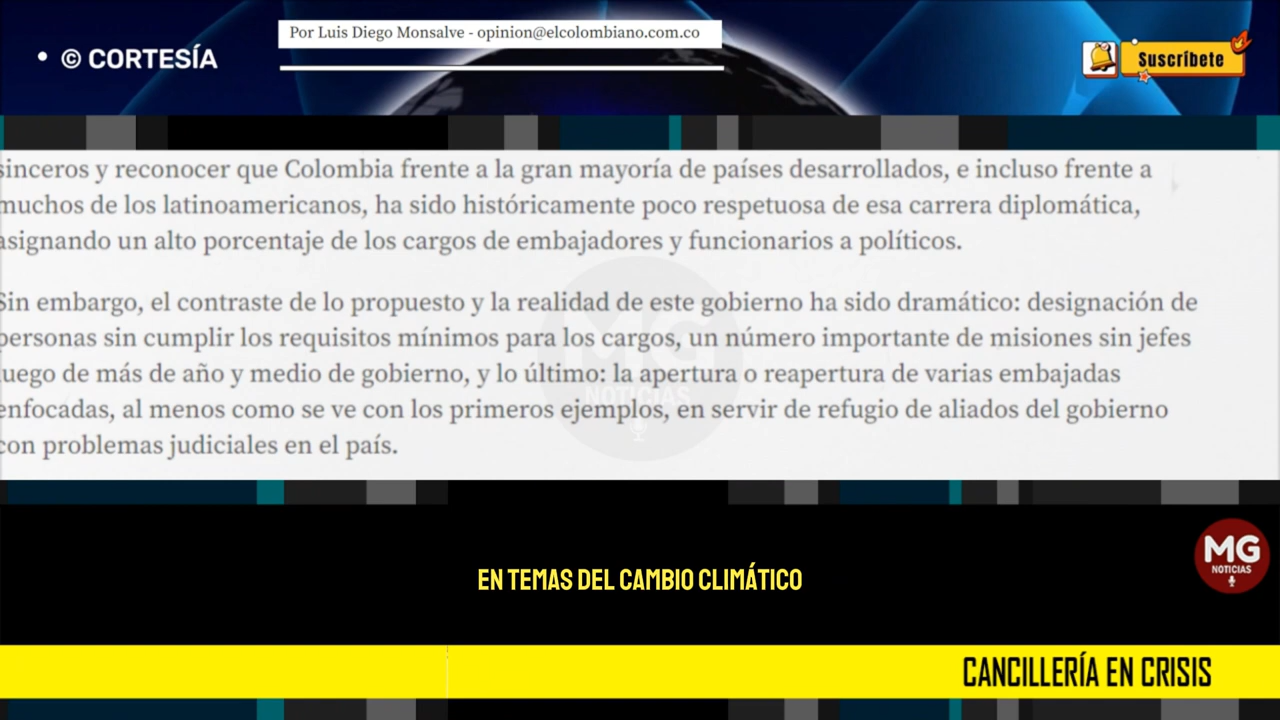 Por Luis Diego Monsalve - opinion@elcolombiano.com.co
• © CORTESÍA
Suscríbete
sinceros y reconocer que Colombia frente a la gran mayoría de países desarrollados, e incluso frente a
muchos de los latinoamericanos, ha sido históricamente poco respetuosa de esa carrera diplomática,
asignando un alto porcentaje de los cargos de embajadores y funcionarios a políticos.
Sin embargo, el contraste de lo propuesto y la realidad de este gobierno ha sido dramático: designación de
personas sin cumplir los requisitos mínimos para los cargos, un número importante de misiones sin jefes
luego de más de año y medio de gobierno, y lo último: la apertura o reapertura de varias embajadas
enfocadas, al menos como se ve con los primeros ejemplos, en servir de refugio de aliados del gobierno
con problemas judiciales en el país.
MG
NOTICIAS
EN TEMAS DEL CAMBIO CLIMÁTICO
MG
NOTICIAS
CANCILLERÍA EN CRISIS